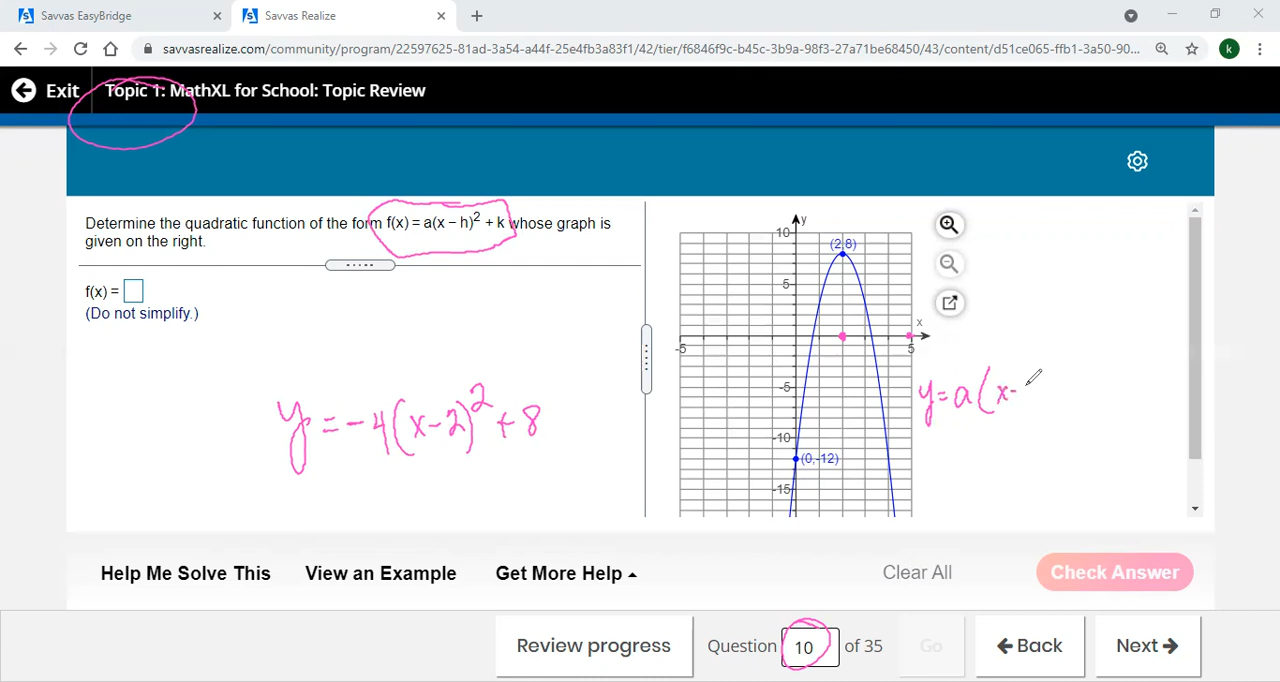 Savvas EasyBridge
Savvas Realize
savvasrealize.com/community/program/22597625-81ad-3a54-a44f-25e4fb3a83f1/42/tier/f6846f9c-b45c-3b9a-98f3-27a71be68450/43/content/d51ce065-ffb1-3a50-90...
k
Exit
Topic 1: MathXL for School: Topic Review
Determine the quadratic function of the form f(x) = a(x − h)² + k whose graph is
given on the right.
f(x) =
(Do not simplify.)
y = -4(x-2)² + 8
y
10
(2,8)
5
x
-5
5
-5
-10
(0,-12)
-15
y = a(x-
Help Me Solve This
View an Example
Get More Help
Clear All
Check Answer
Review progress
Question 10 of 35
Go
Back
Next